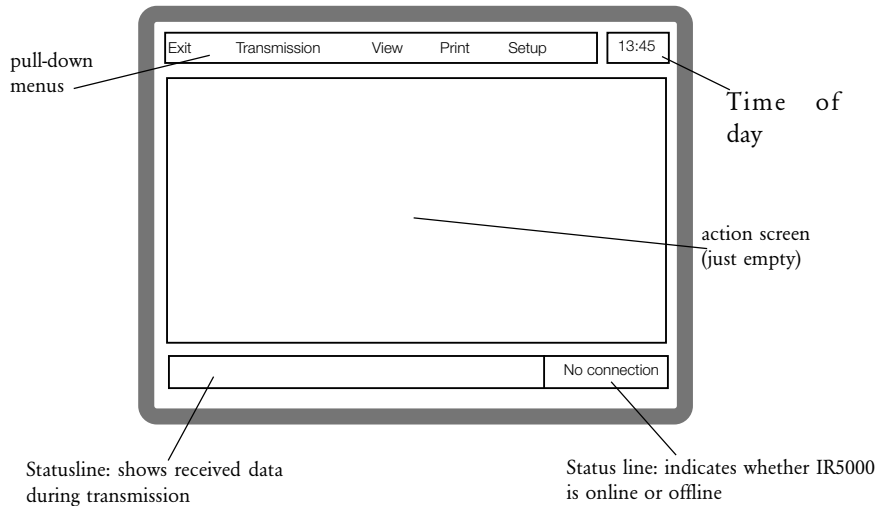 Exit Transmission View Print Setup 13:45
pull-down
menus
Time of
day
action screen
(just empty)
No connection
Statusline: shows received data
during transmission
Status line: indicates whether IR5000
is online or offline